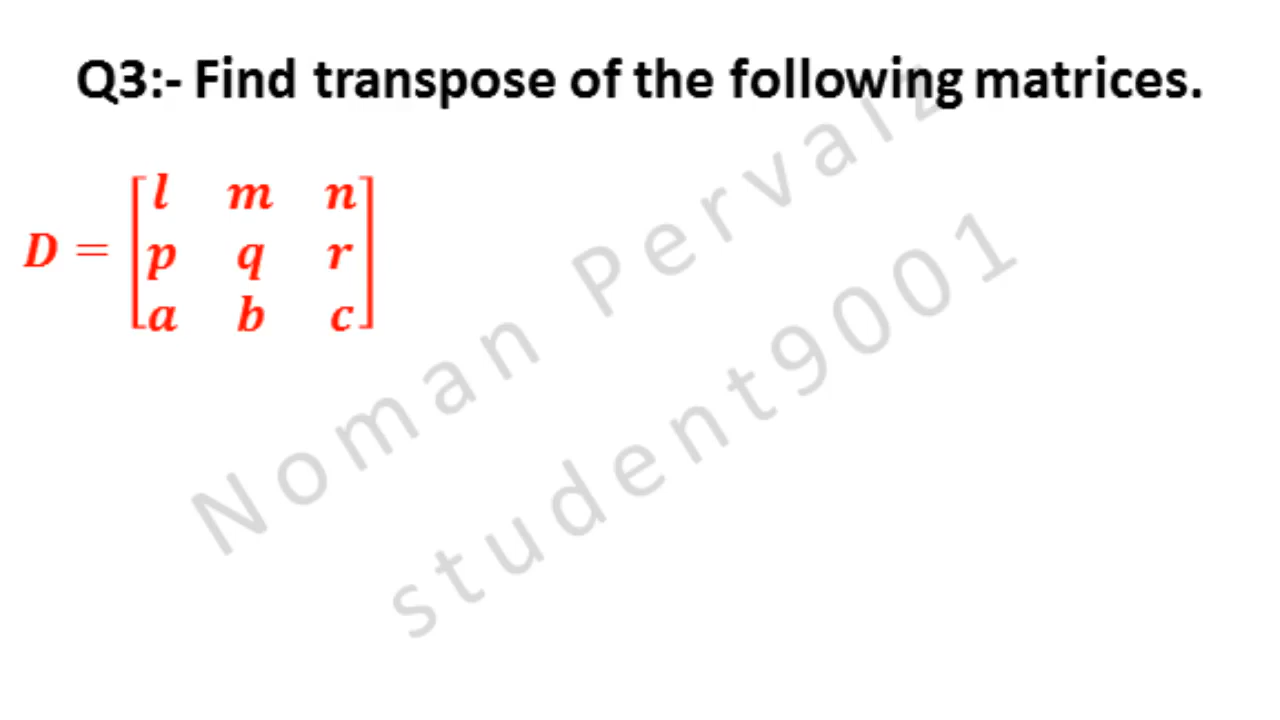 Q3:- Find transpose of the following matrices.
l m n
D = p q r
a b c
Noman Pervaiz
student9001